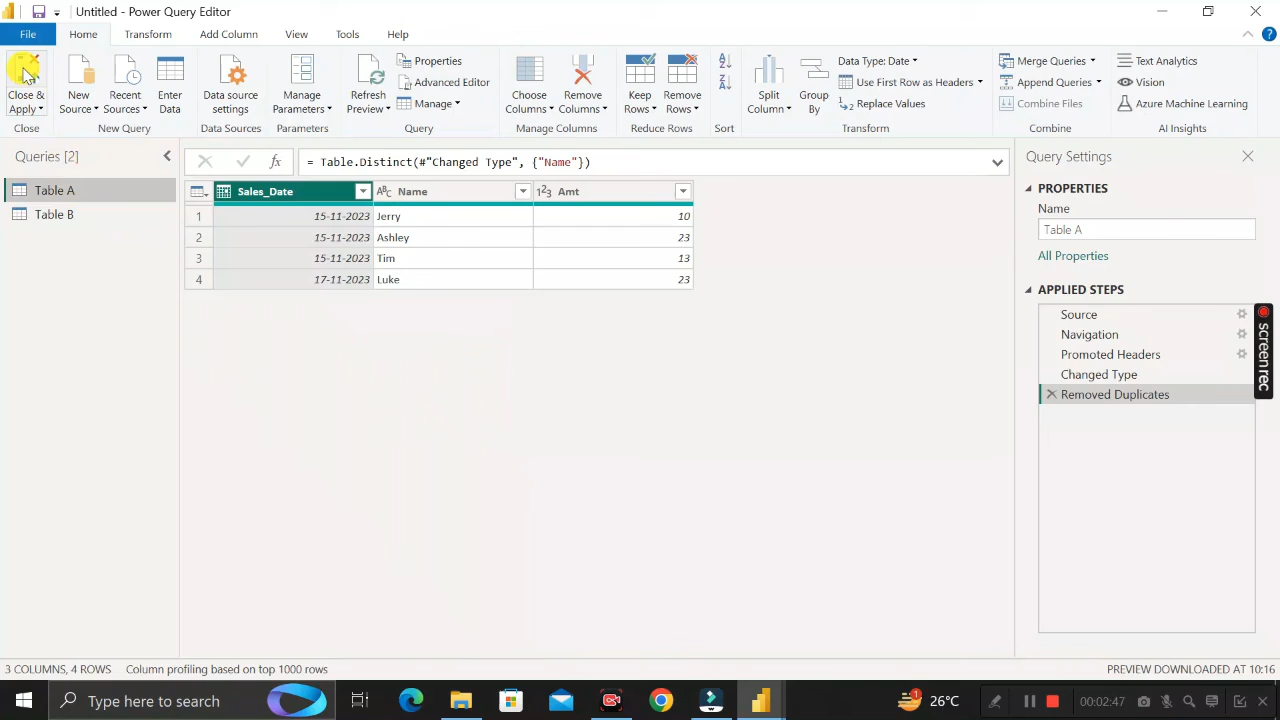 Untitled - Power Query Editor
File
Home
Transform
Add Column
View
Tools
Help
Close &
Apply
New
Source
Recent
Sources
Enter
Data
Data source
settings
Manage
Parameters
Refresh
Preview
Properties
Advanced Editor
Manage
Choose
Columns
Remove
Columns
Keep
Rows
Remove
Rows
Split
Column
Group
By
Data Type: Date
Use First Row as Headers
Replace Values
Merge Queries
Append Queries
Combine Files
Text Analytics
Vision
Azure Machine Learning
Close
New Query
Data Sources
Parameters
Query
Manage Columns
Reduce Rows
Sort
Transform
Combine
AI Insights
Queries [2]
Table A
Table B
= Table.Distinct(#"Changed Type", {"Name"})
Sales_Date ABC Name 123 Amt
1 15-11-2023 Jerry 10
2 15-11-2023 Ashley 23
3 15-11-2023 Tim 13
4 17-11-2023 Luke 23
Query Settings
PROPERTIES
Name
Table A
All Properties
APPLIED STEPS
Source
Navigation
Promoted Headers
Changed Type
Removed Duplicates
screenrec
3 COLUMNS, 4 ROWS Column profiling based on top 1000 rows
PREVIEW DOWNLOADED AT 10:16
Type here to search
1
26°C
00:02:47